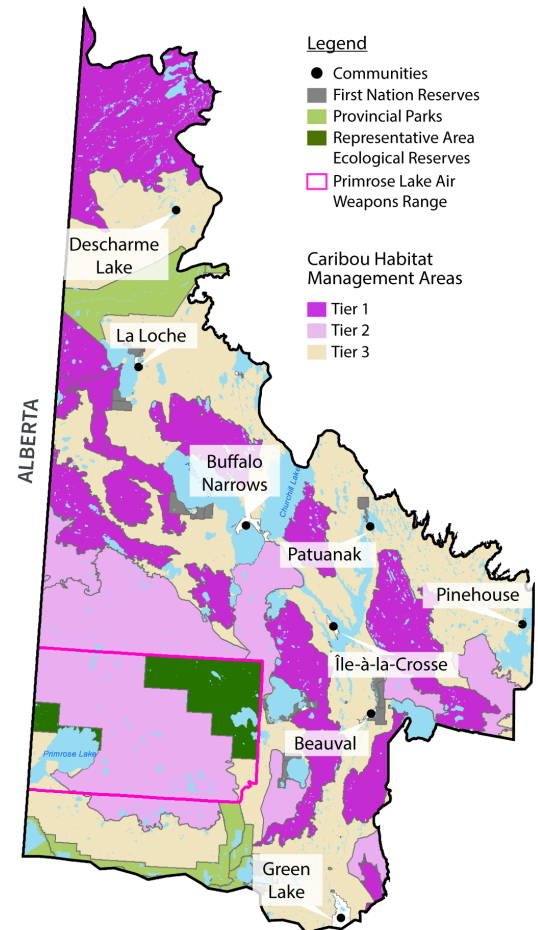 Legend
Communities
First Nation Reserves
Provincial Parks
Representative Area
Ecological Reserves
Primrose Lake Air
Weapons Range
Caribou Habitat
Management Areas
Tier 1
Tier 2
Tier 3
ALBERTA
Descharme
Lake
La Loche
Buffalo
Narrows
Churchill Lake
Patuanak
Pinehouse
Île-à-la-Crosse
Beauval
Primrose Lake
Green
Lake